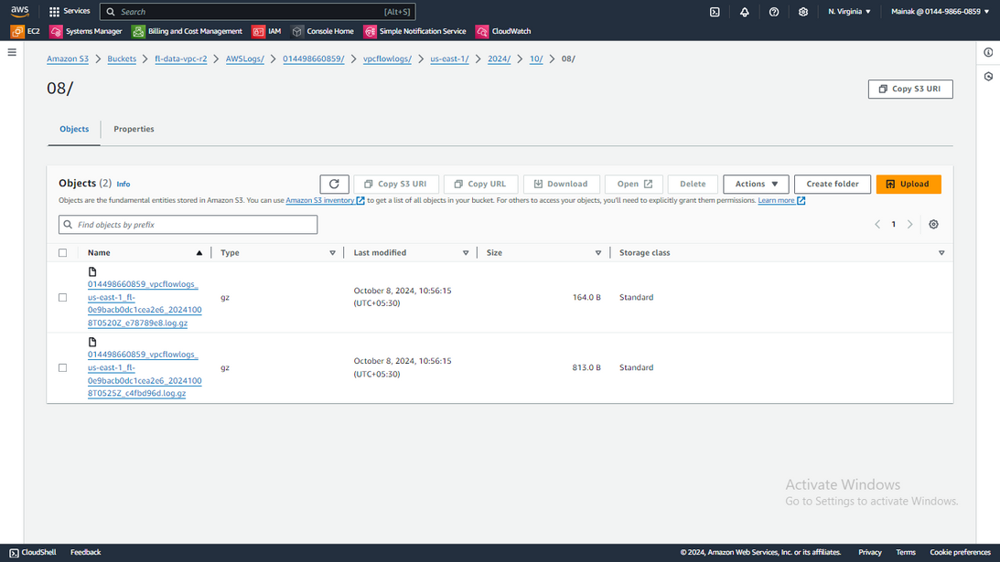 aws
Services
Search [Alt+S]
N. Virginia ▼
Mainak @ 0144-9866-0859 ▼
EC2 Systems Manager Billing and Cost Management IAM Console Home Simple Notification Service CloudWatch
Amazon S3 > Buckets > fl-data-vpc-r2 > AWSLogs/ > 014498660859/ > vpcflowlogs/ > us-east-1/ > 2024/ > 10/ > 08/
08/
Copy S3 URI
Objects Properties
Objects (2) Info
Copy S3 URI Copy URL Download Open Delete Actions ▼ Create folder Upload
Objects are the fundamental entities stored in Amazon S3. You can use Amazon S3 inventory to get a list of all objects in your bucket. For others to access your objects, you'll need to explicitly grant them permissions. Learn more
Find objects by prefix
< 1 >
Name Type Last modified Size Storage class
014498660859_vpcflowlogs_
us-east-1_fl-
0e9bacb0dc1cea2e6_2024100
8T0520Z_e78789e8.log.gz
gz
October 8, 2024, 10:56:15
(UTC+05:30)
164.0 B
Standard
014498660859_vpcflowlogs_
us-east-1_fl-
0e9bacb0dc1cea2e6_2024100
8T0525Z_c4fbd96d.log.gz
gz
October 8, 2024, 10:56:15
(UTC+05:30)
813.0 B
Standard
Activate Windows
Go to Settings to activate Windows.
CloudShell Feedback
© 2024, Amazon Web Services, Inc. or its affiliates. Privacy Terms Cookie preferences